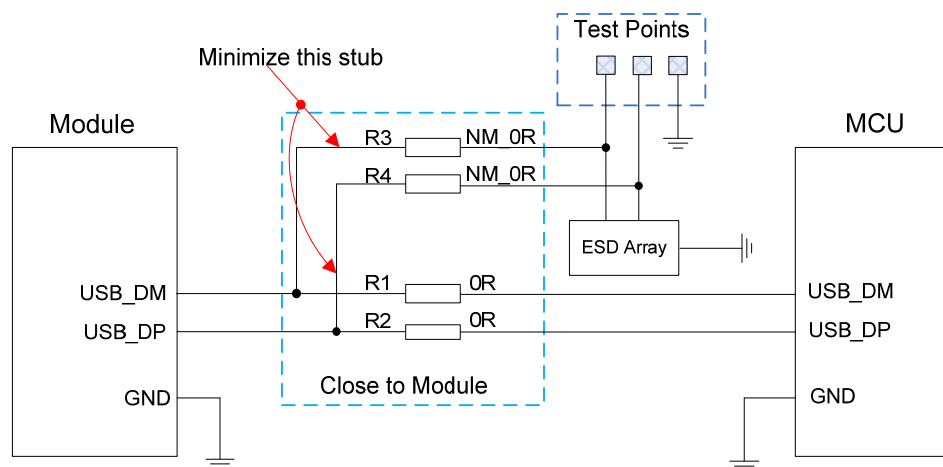 Test Points
Minimize this stub
Module
MCU
R3 NM_0R
R4 NM_0R
ESD Array
USB_DM R1 0R USB_DM
USB_DP R2 0R USB_DP
Close to Module
GND GND